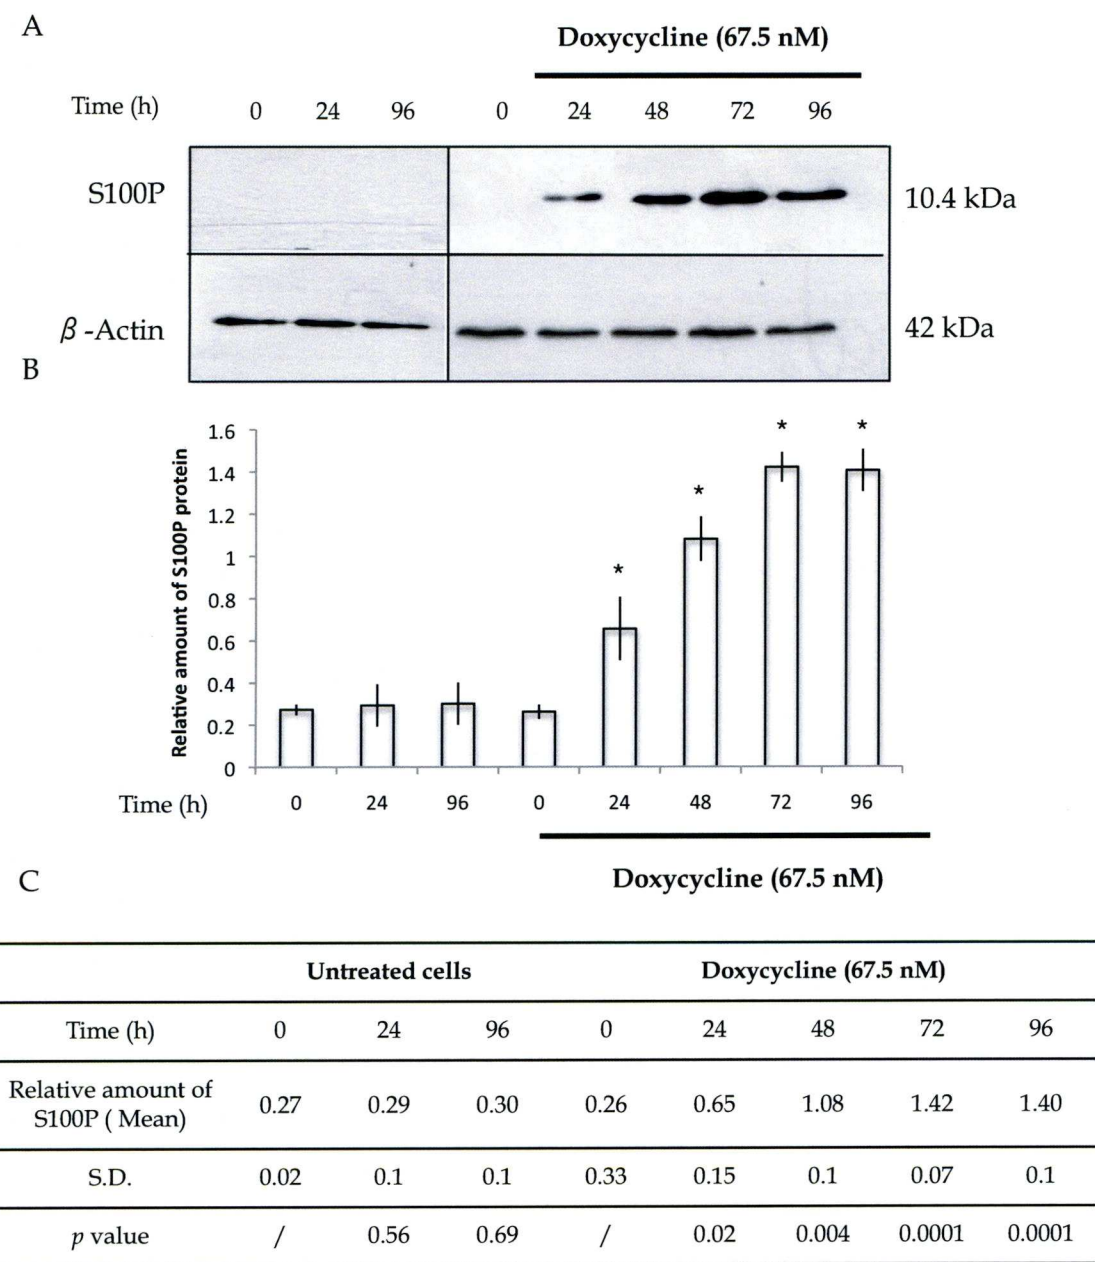 A
Doxycycline (67.5 nM)
Time (h) 0 24 96 0 24 48 72 96
S100P 10.4 kDa
β -Actin 42 kDa
B
Relative amount of S100P protein
1.6
1.4
1.2
1
0.8
0.6
0.4
0.2
0
* * * *
Time (h) 0 24 96 0 24 48 72 96
Doxycycline (67.5 nM)
C
Untreated cells Doxycycline (67.5 nM)
Time (h) 0 24 96 0 24 48 72 96
Relative amount of
S100P ( Mean) 0.27 0.29 0.30 0.26 0.65 1.08 1.42 1.40
S.D. 0.02 0.1 0.1 0.33 0.15 0.1 0.07 0.1
p value / 0.56 0.69 / 0.02 0.004 0.0001 0.0001